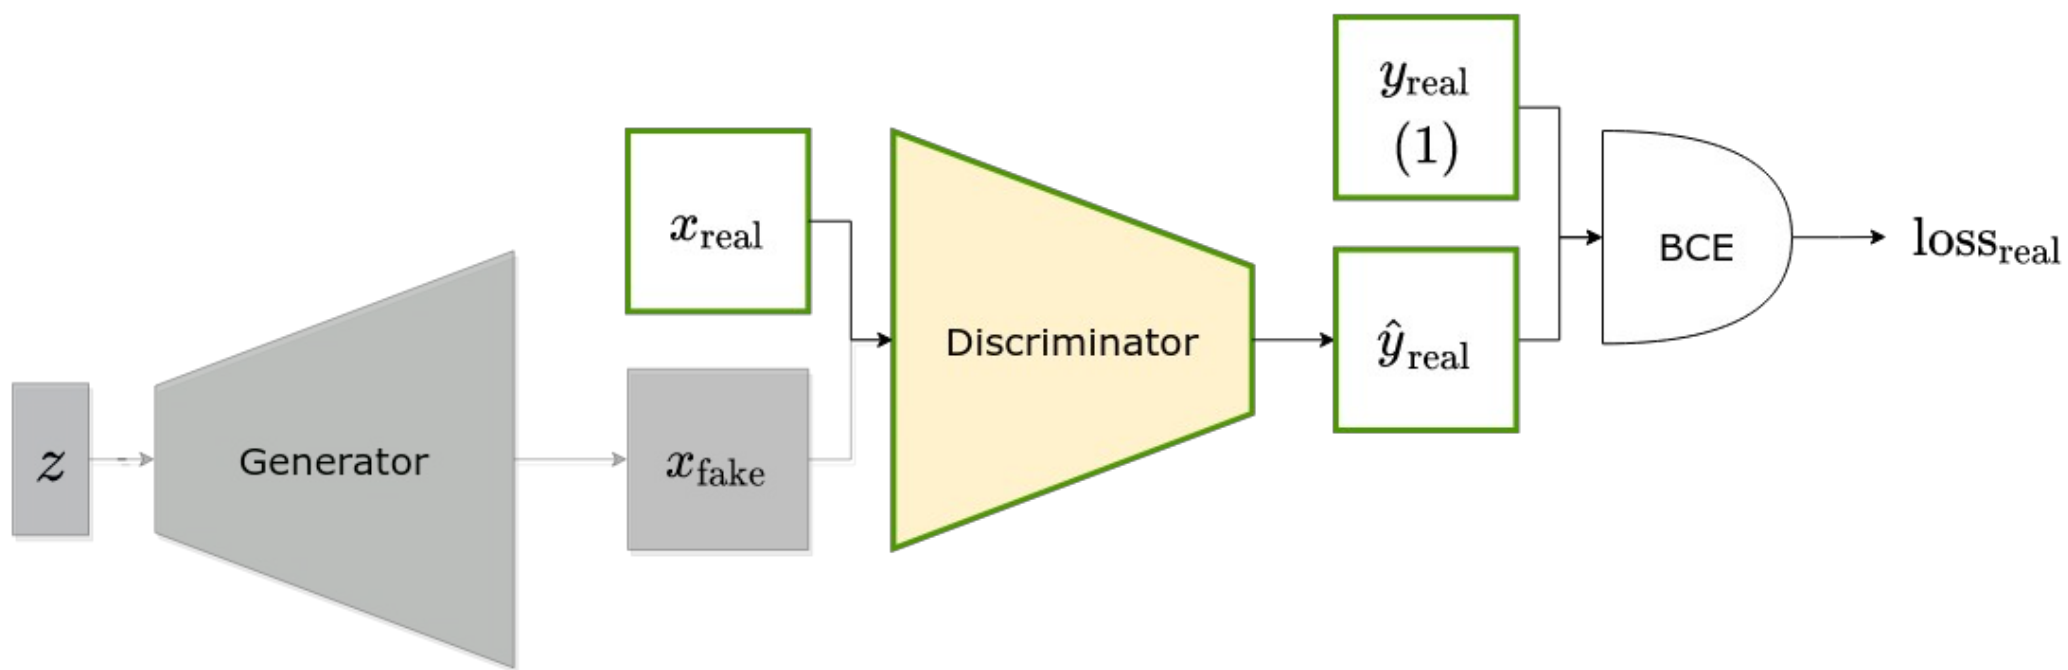 z
Generator
x_real
x_fake
Discriminator
y_real
(1)
ŷ_real
BCE
loss_real